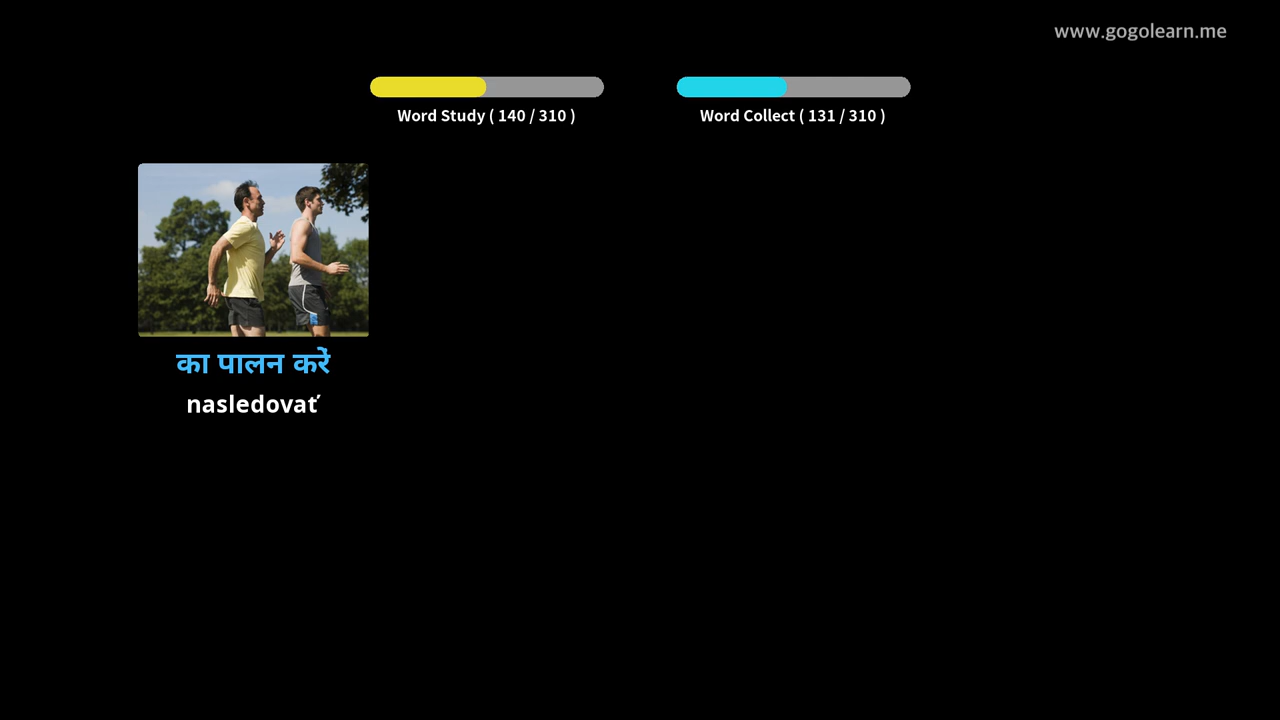 www.gogolearn.me
Word Study ( 140 / 310 )
Word Collect ( 131 / 310 )
का पालन करें
nasledovať